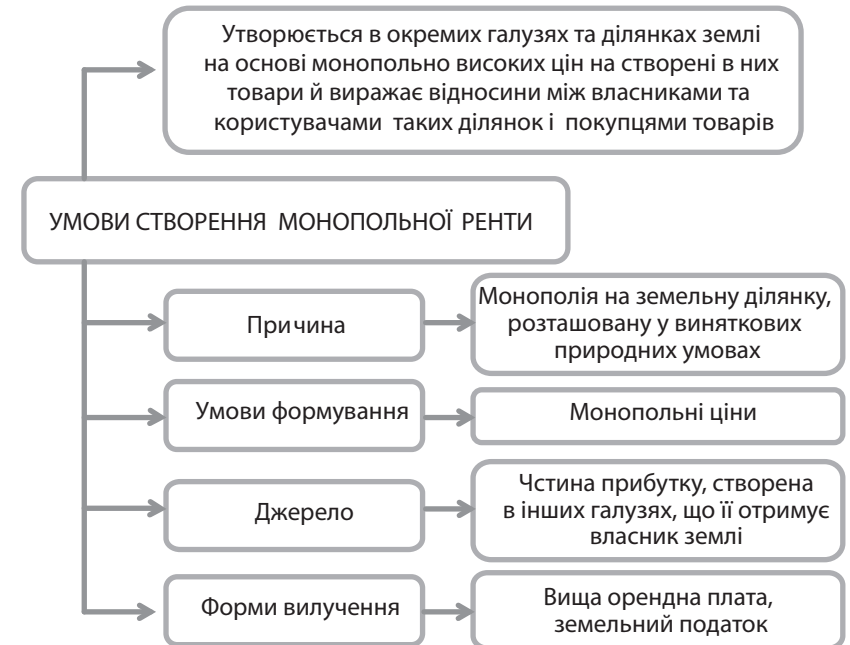 Утворюється в окремих галузях та ділянках землі
на основі монопольно високих цін на створені в них
товари й виражає відносини між власниками та
користувачами таких ділянок і покупцями товарів
УМОВИ СТВОРЕННЯ МОНОПОЛЬНОЇ РЕНТИ
Причина
Монополія на земельну ділянку,
розташовану у виняткових
природних умовах
Умови формування
Монопольні ціни
Джерело
Чстина прибутку, створена
в інших галузях, що її отримує
власник землі
Форми вилучення
Вища орендна плата,
земельний податок